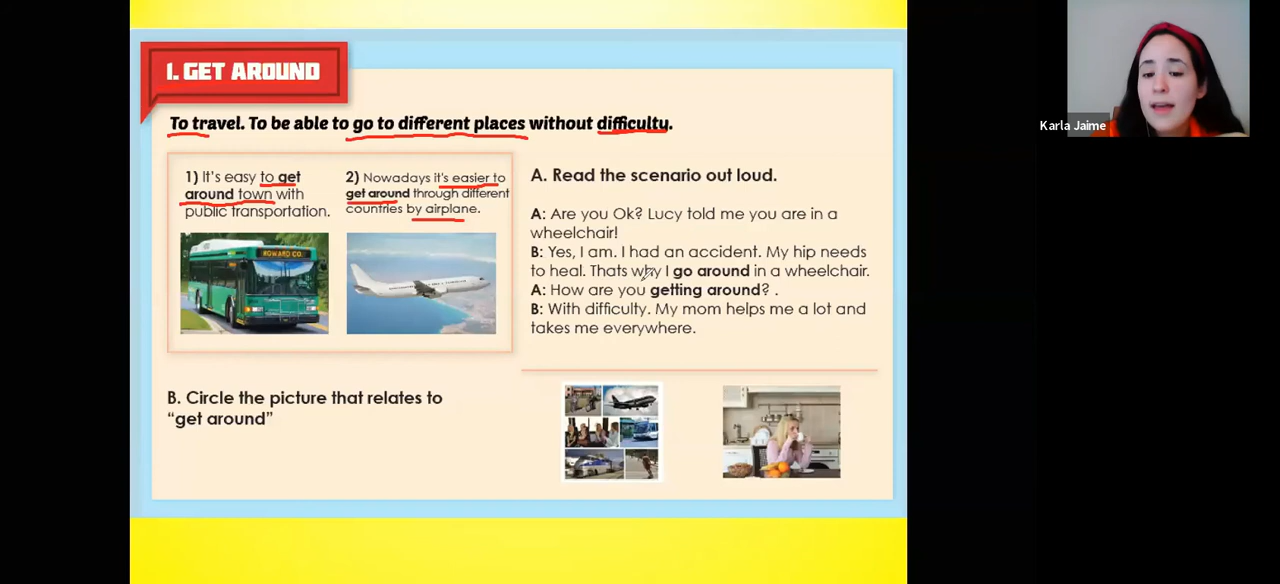 1. GET AROUND
To travel. To be able to go to different places without difficulty.
1) It's easy to get
around town with
public transportation.
2) Nowadays it's easier to
get around through different
countries by airplane.
HOWARD CO.
A. Read the scenario out loud.
A: Are you Ok? Lucy told me you are in a
wheelchair!
B: Yes, I am. I had an accident. My hip needs
to heal. Thats why I go around in a wheelchair.
A: How are you getting around? .
B: With difficulty. My mom helps me a lot and
takes me everywhere.
B. Circle the picture that relates to
“get around”
Karla Jaime